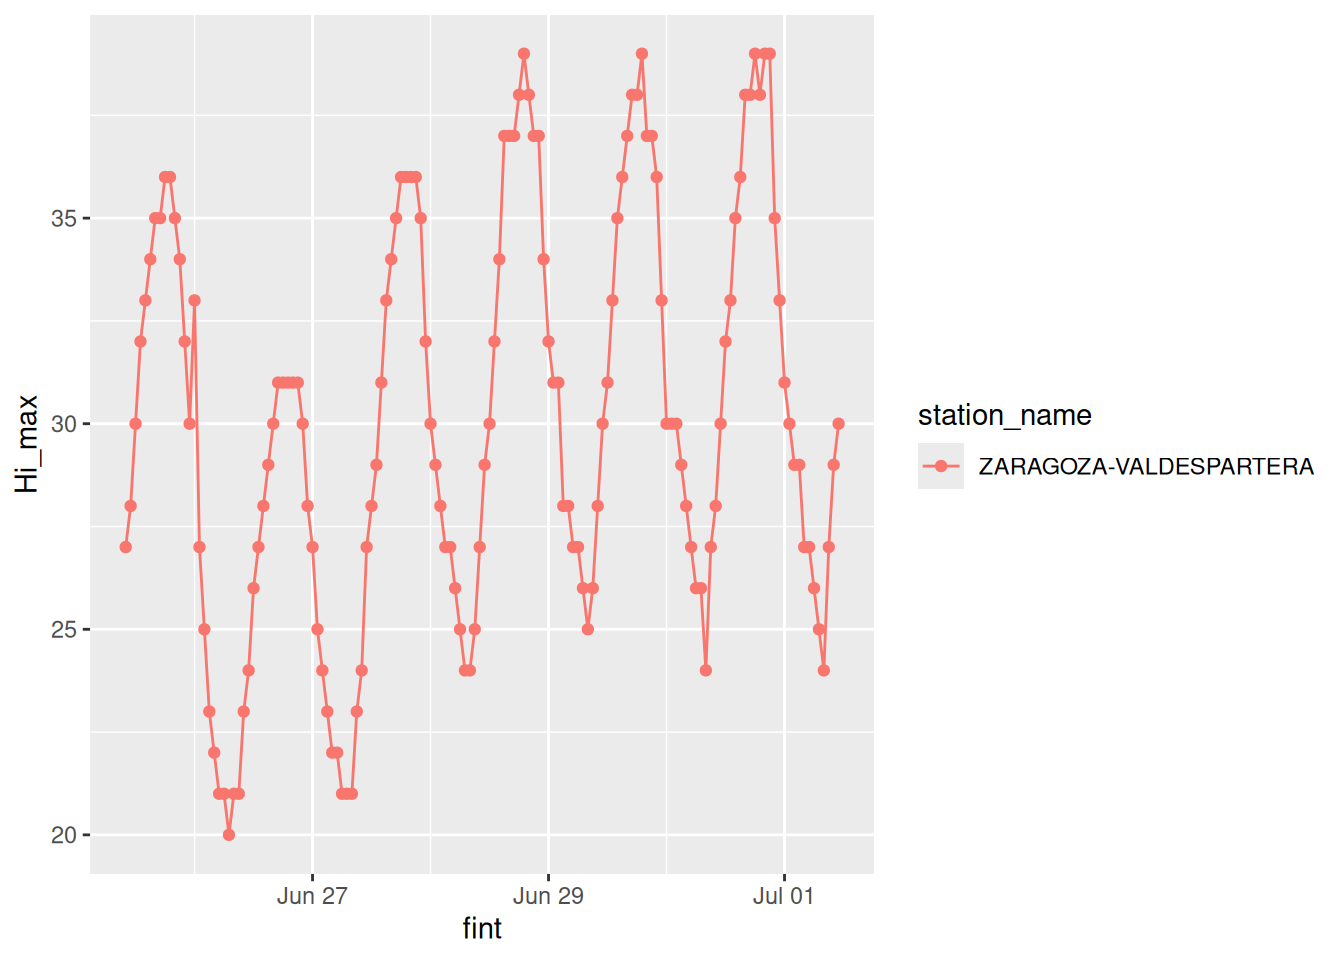 35
30
25
20
Hi_max
Jun 27
Jun 29
Jul 01
fint
station_name
ZARAGOZA-VALDESPARTERA